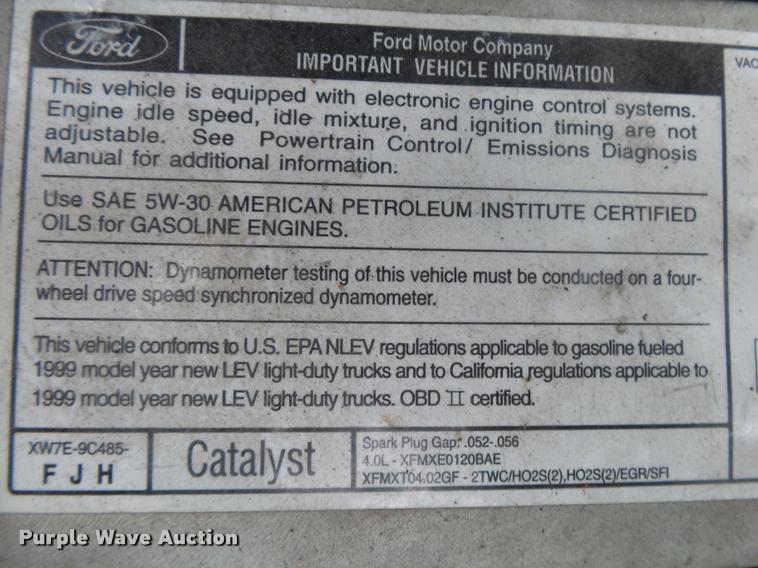 Ford
Ford Motor Company
IMPORTANT VEHICLE INFORMATION
VAC
This vehicle is equipped with electronic engine control systems.
Engine idle speed, idle mixture, and ignition timing are not
adjustable. See Powertrain Control/ Emissions Diagnosis
Manual for additional information.
Use SAE 5W-30 AMERICAN PETROLEUM INSTITUTE CERTIFIED
OILS for GASOLINE ENGINES.
ATTENTION: Dynamometer testing of this vehicle must be conducted on a four-
wheel drive speed synchronized dynamometer.
This vehicle conforms to U.S. EPA NLEV regulations applicable to gasoline fueled
1999 model year new LEV light-duty trucks and to California regulations applicable to
1999 model year new LEV light-duty trucks. OBD II certified.
XW7E-9C485-
F J H
Catalyst
Spark Plug Gap: .052-.056
4.0L - XFMXE0120BAE
XFMXT04.02GF - 2TWC/HO2S(2),HO2S(2)/EGR/SFI
Purple Wave Auction